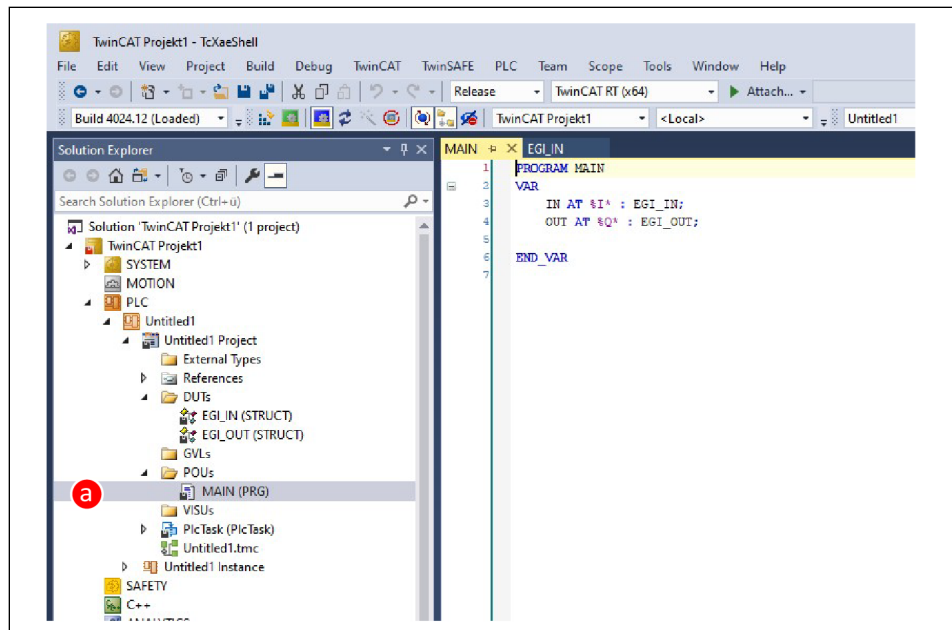 TwinCAT Projekt1 - TcXaeShell
File Edit View Project Build Debug TwinCAT TwinSAFE PLC Team Scope Tools Window Help
Release TwinCAT RT (x64) Attach...
Build 4024.12 (Loaded) TwinCAT Projekt1 <Local> Untitled1
Solution Explorer
MAIN EGI_IN
Search Solution Explorer (Ctrl+ü)
Solution 'TwinCAT Projekt1' (1 project)
TwinCAT Projekt1
SYSTEM
MOTION
PLC
Untitled1
Untitled1 Project
External Types
References
DUTs
EGI_IN (STRUCT)
EGI_OUT (STRUCT)
GVLs
POUs
a MAIN (PRG)
VISUs
PlcTask (PlcTask)
Untitled1.tmc
Untitled1 Instance
SAFETY
C++
ANALYTICS
1 PROGRAM MAIN
2 VAR
3 IN AT %I* : EGI_IN;
4 OUT AT %Q* : EGI_OUT;
5
6 END_VAR
7